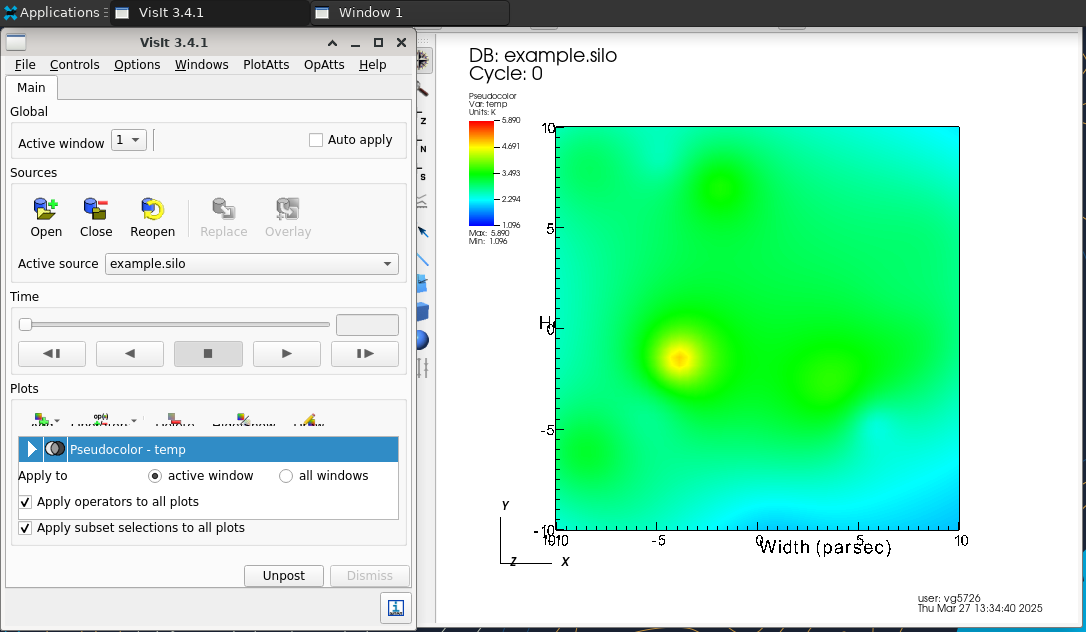 Applications
VisIt 3.4.1
Window 1
VisIt 3.4.1
File Controls Options Windows PlotAtts OpAtts Help
Main
Global
Active window 1
Auto apply
Sources
Open Close Reopen Replace Overlay
Active source example.silo
Time
Plots
op(x)
Pseudocolor - temp
Apply to active window all windows
Apply operators to all plots
Apply subset selections to all plots
Unpost Dismiss
Z
N
S
DB: example.silo
Cycle: 0
Pseudocolor
Var: temp
Units: K
5.890
4.691
3.493
2.294
1.096
Max: 5.890
Min: 1.096
10
5
0
-5
-10
-5
0
5
10
Width (parsec)
Y
Z
X
user: vg5726
Thu Mar 27 13:34:40 2025